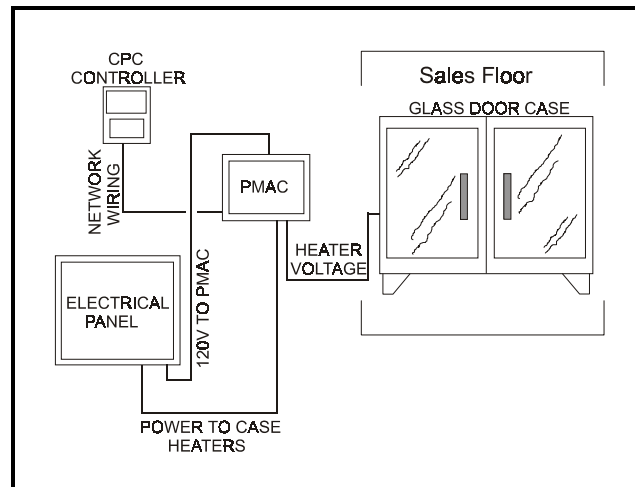 CPC
CONTROLLER
Sales Floor
GLASS DOOR CASE
NETWORK
WIRING
PMAC
HEATER
VOLTAGE
120V TO PMAC
ELECTRICAL
PANEL
POWER TO CASE
HEATERS